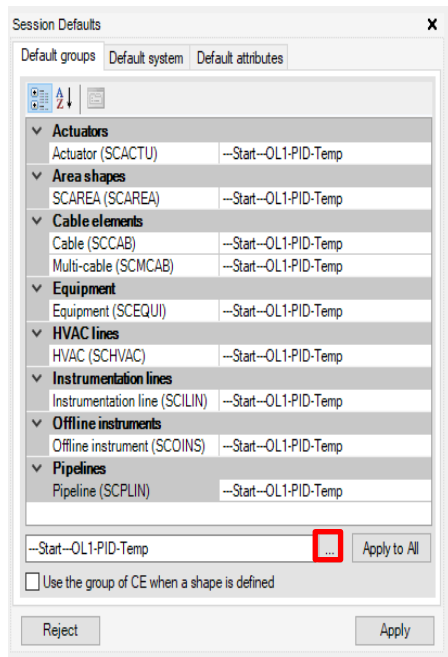 Session Defaults x
Default groups Default system Default attributes
A
Z
Actuators
Actuator (SCACTU) ---Start---OL1-PID-Temp
Area shapes
SCAREA (SCAREA) ---Start---OL1-PID-Temp
Cable elements
Cable (SCCAB) ---Start---OL1-PID-Temp
Multi-cable (SCMCAB) ---Start---OL1-PID-Temp
Equipment
Equipment (SCEQUI) ---Start---OL1-PID-Temp
HVAC lines
HVAC (SCHVAC) ---Start---OL1-PID-Temp
Instrumentation lines
Instrumentation line (SCILIN) ---Start---OL1-PID-Temp
Offline instruments
Offline instrument (SCOINS) ---Start---OL1-PID-Temp
Pipelines
Pipeline (SCPLIN) ---Start---OL1-PID-Temp
---Start---OL1-PID-Temp ... Apply to All
Use the group of CE when a shape is defined
Reject Apply